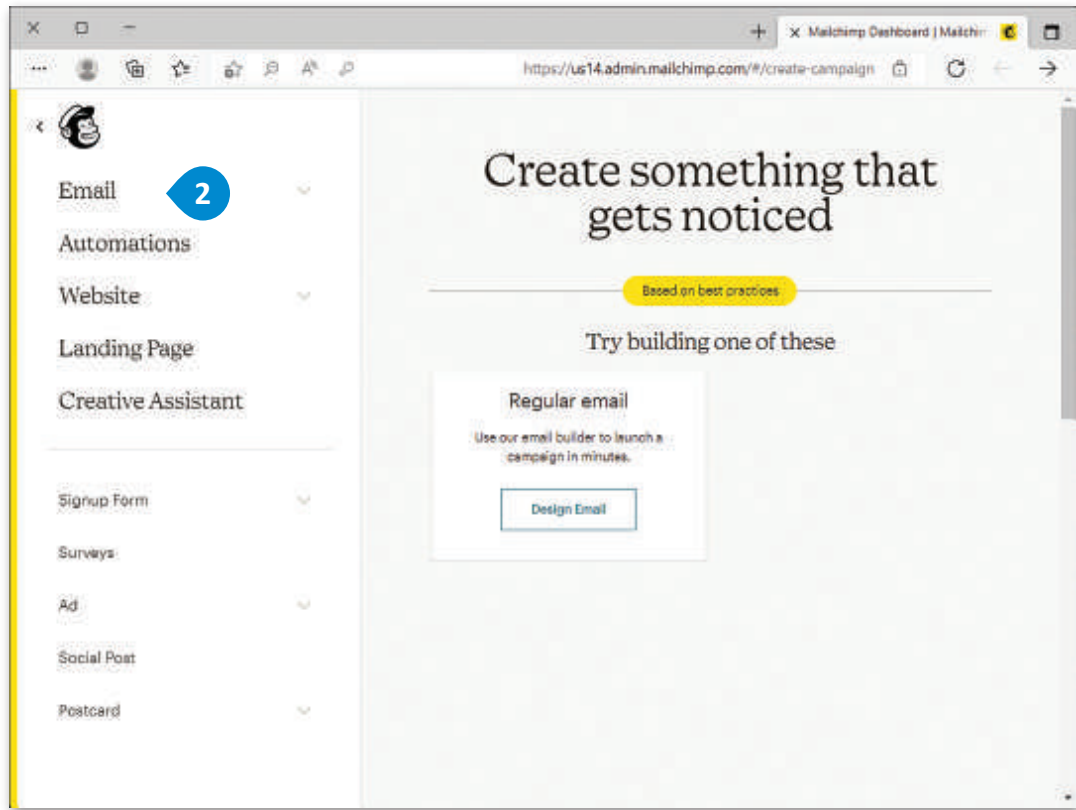 Mailchimp Dashboard | Mailchi
https://us14.admin.mailchimp.com/#/create-campaign
Email
2
Automations
Website
Landing Page
Creative Assistant
Signup Form
Surveys
Ad
Social Post
Postcard
Create something that
gets noticed
Based on best practices
Try building one of these
Regular email
Use our email builder to launch a
campaign in minutes.
Design Email